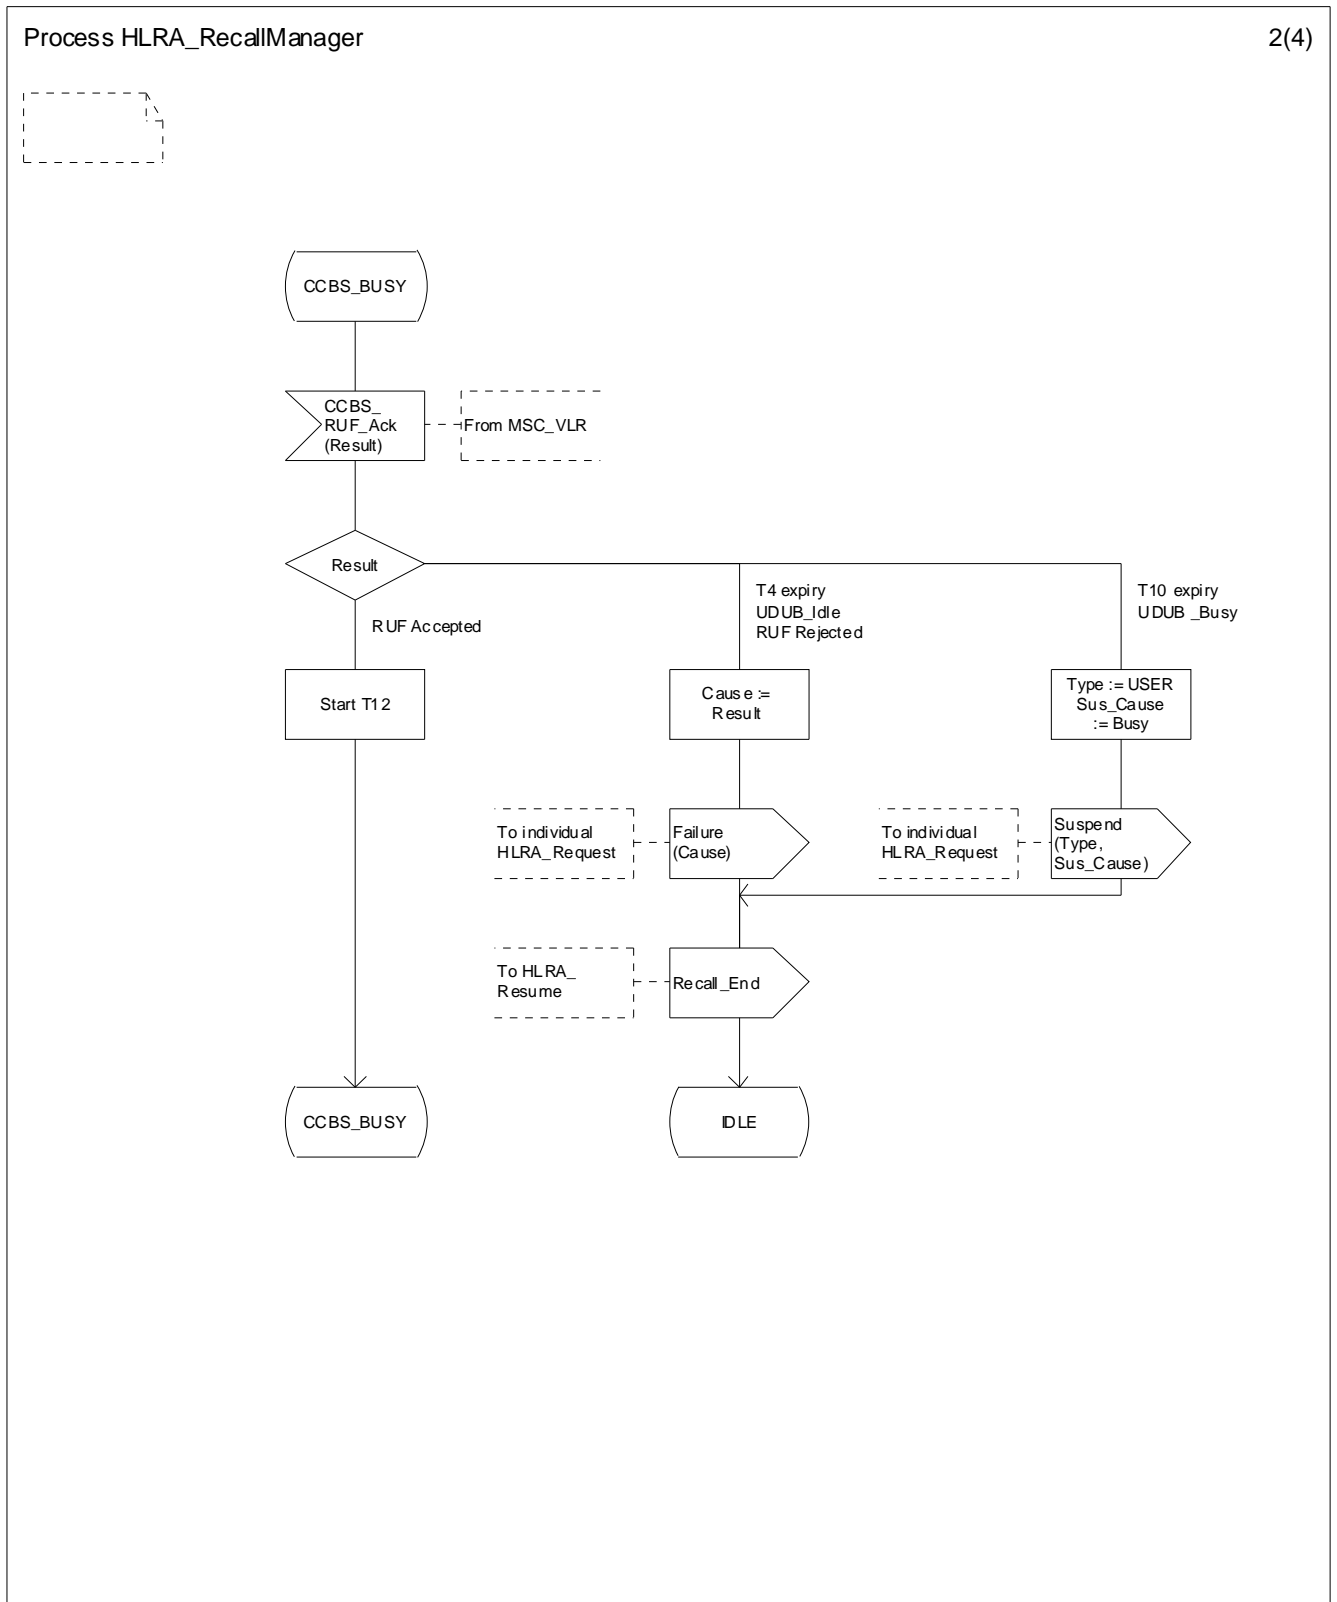 Process HLRA_RecallManager
2(4)
CCBS_BUSY
CCBS_
RUF_Ack
(Result)
From MSC_VLR
Result
RUF Accepted
T4 expiry
UDUB_Idle
RUF Rejected
T10 expiry
UDUB _Busy
Start T12
Cause :=
Result
Type := USER
Sus_Cause
:= Busy
To individual
HLRA_Request
Failure
(Cause)
To individual
HLRA_Request
Suspend
(Type,
Sus_Cause)
To HLRA_
Resume
Recall_End
CCBS_BUSY
IDLE